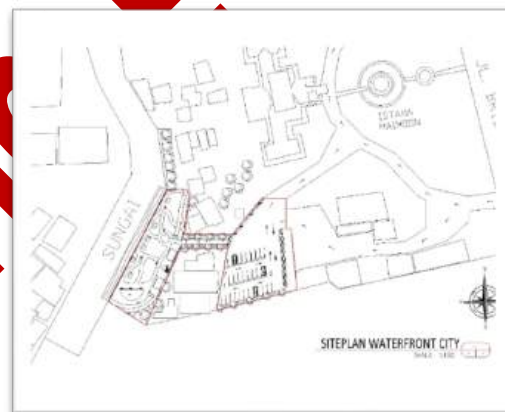 ISTANA
MAIMOON
SUNGAI
SITEPLAN WATERFRONT CITY